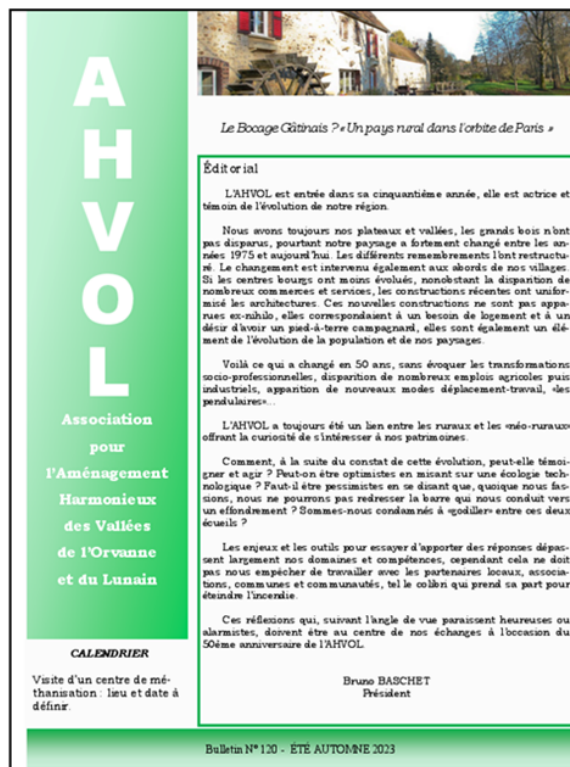 A
H
V
O
L
Association
pour
l'Aménagement
Harmonieux
des Vallées
de l'Orvanne
et du Lunain
CALENDRIER
Visite d'un centre de mé-
thanisation : lieu et date à
définir.
Le Bocage Gâtinais ? « Un pays rural dans l'orbite de Paris »
Éditorial
L'AHVOL est entrée dans sa cinquantième année, elle est actrice et
témoin de l'évolution de notre région.
Nous avons toujours nos plateaux et vallées, les grands bois n'ont
pas disparus, pourtant notre paysage a fortement changé entre les an-
nées 1975 et aujourd'hui. Les différents remembrements l'ont restructu-
ré. Le changement est intervenu également aux abords de nos villages.
Si les centres bourgs ont moins évolués, nonobstant la disparition de
nombreux commerces et services, les constructions récentes ont unifor-
misé les architectures. Ces nouvelles constructions ne sont pas appa-
rues ex-nihilo, elles correspondaient à un besoin de logement et à un
désir d'avoir un pied-à-terre campagnard, elles sont également un élé-
ment de l'évolution de la population et de nos paysages.
Voilà ce qui a changé en 50 ans, sans évoquer les transformations
socio-professionnelles, disparition de nombreux emplois agricoles puis
industriels, apparition de nouveaux modes déplacement-travail, «les
pendulaires»...
L'AHVOL a toujours été un lien entre les ruraux et les «néo-ruraux»
offrant la curiosité de s'intéresser à nos patrimoines.
Comment, à la suite du constat de cette évolution, peut-elle témoi-
gner et agir ? Peut-on être optimistes en misant sur une écologie tech-
nologique ? Faut-il être pessimistes en se disant que, quoique nous fas-
sions, nous ne pourrons pas redresser la barre qui nous conduit vers
un effondrement ? Sommes-nous condamnés à «godiller» entre ces deux
écueils ?
Les enjeux et les outils pour essayer d'apporter des réponses dépas-
sent largement nos domaines et compétences, cependant cela ne doit
pas nous empêcher de travailler avec les partenaires locaux, associa-
tions, communes et communautés, tel le colibri qui prend sa part pour
éteindre l'incendie.
Ces réflexions qui, suivant l'angle de vue paraissent heureuses ou
alarmistes, doivent être au centre de nos échanges à l'occasion du
50ème anniversaire de l'AHVOL.
Bruno BASCHET
Président
Bulletin N° 120 - ÉTÉ AUTOMNE 2023